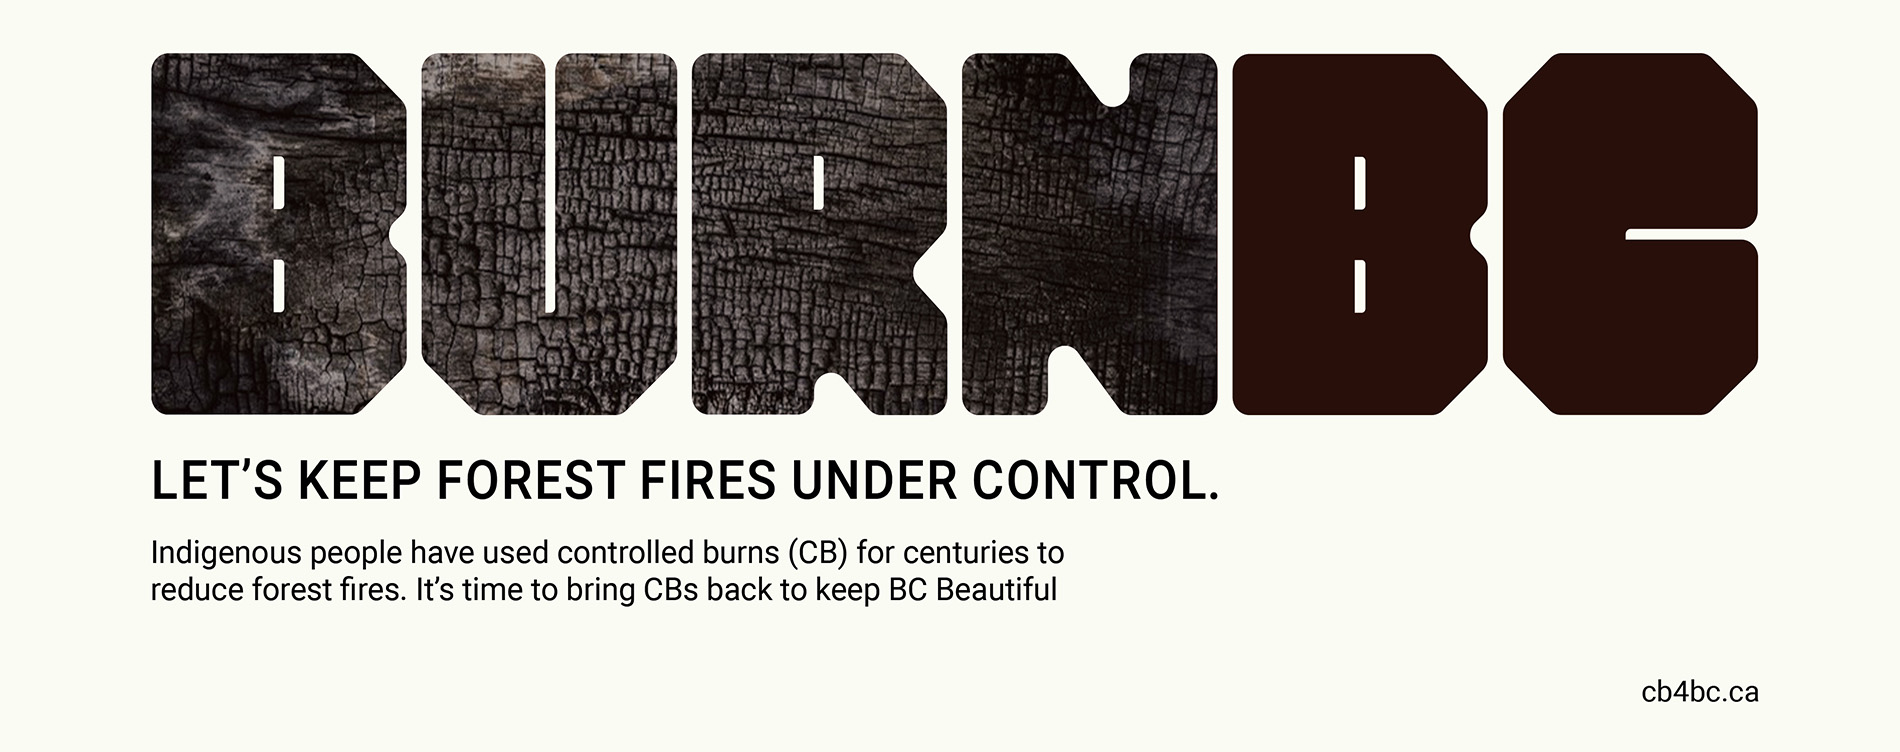 BURNBC
LET’S KEEP FOREST FIRES UNDER CONTROL.
Indigenous people have used controlled burns (CB) for centuries to
reduce forest fires. It’s time to bring CBs back to keep BC Beautiful
cb4bc.ca